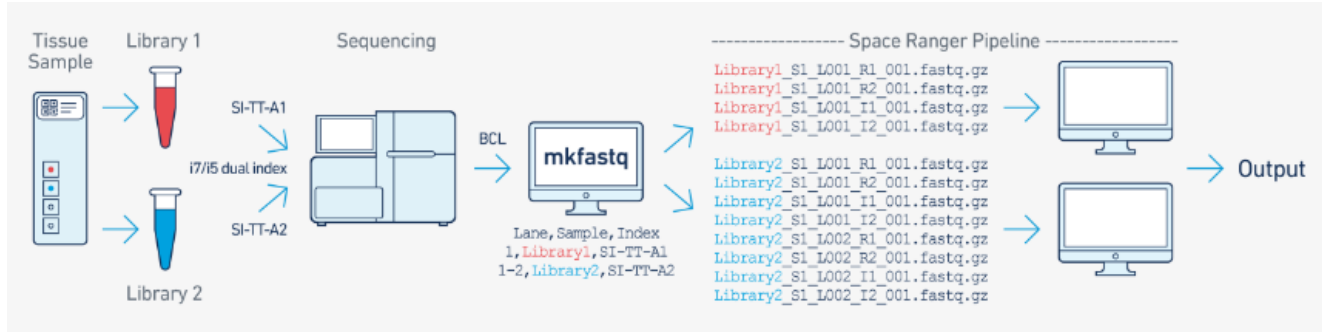 Tissue
Sample
Library 1
Sequencing
----------------- Space Ranger Pipeline -----------------
SI-TT-A1
i7/i5 dual index
SI-TT-A2
Library 2
BCL
mkfastq
Lane,Sample,Index
1,Library1,SI-TT-A1
1-2,Library2,SI-TT-A2
Library1_S1_L001_R1_001.fastq.gz
Library1_S1_L001_R2_001.fastq.gz
Library1_S1_L001_I1_001.fastq.gz
Library1_S1_L001_I2_001.fastq.gz
Library2_S1_L001_R1_001.fastq.gz
Library2_S1_L001_R2_001.fastq.gz
Library2_S1_L001_I1_001.fastq.gz
Library2_S1_L001_I2_001.fastq.gz
Library2_S1_L002_R1_001.fastq.gz
Library2_S1_L002_R2_001.fastq.gz
Library2_S1_L002_I1_001.fastq.gz
Library2_S1_L002_I2_001.fastq.gz
Output